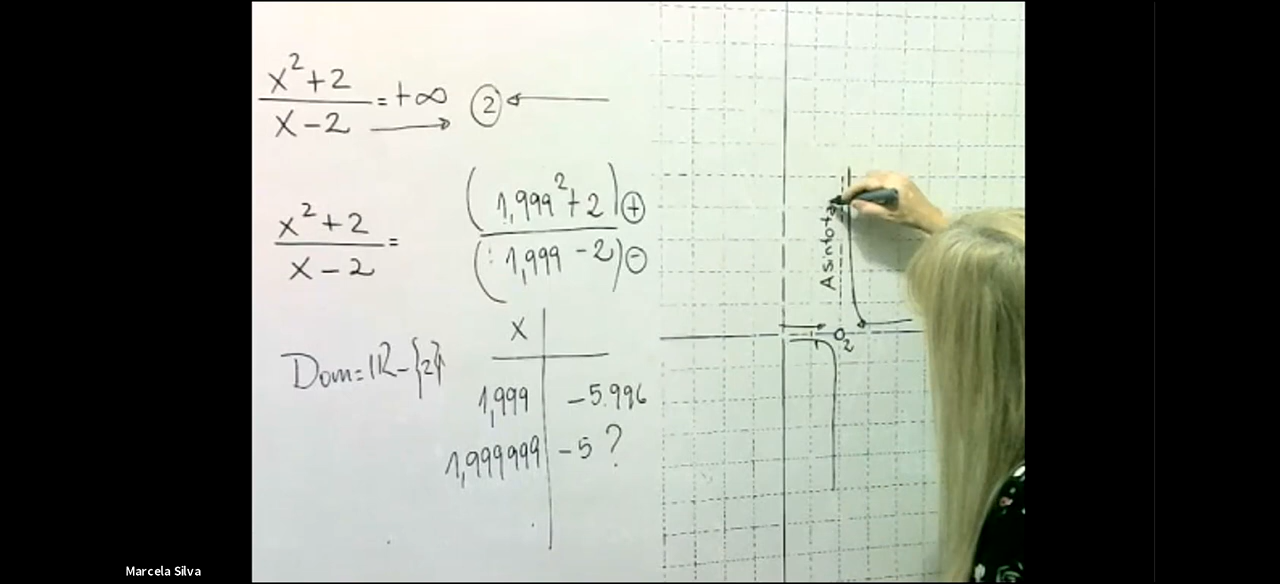 x²+2 / x-2 = +∞ → ② ←
x²+2 / x-2 =
(1,999²+2) ⊕ / (1,999-2) ⊖
Dom=ℝ-{2}
x
1,999 | -5.996
1,999999 | -5 ?
Asintota
2
Marcela Silva